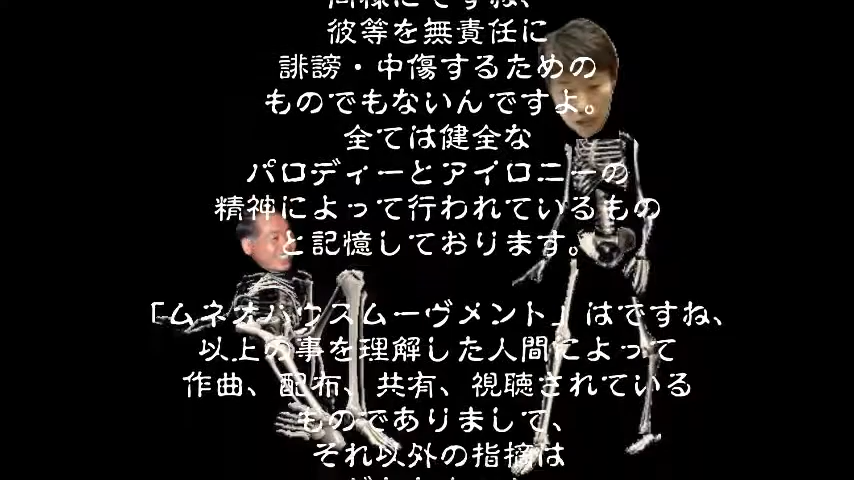 同様にですね、
彼等を無責任に
誹謗・中傷するための
ものでもないんですよ。
全ては健全な
パロディーとアイロニーの
精神によって行われているもの
と記憶しております。
「ムネオハウスムーヴメント」はですね、
以上の事を理解した人間によって
作曲、配布、共有、視聴されている
ものでありまして、
それ以外の指摘は